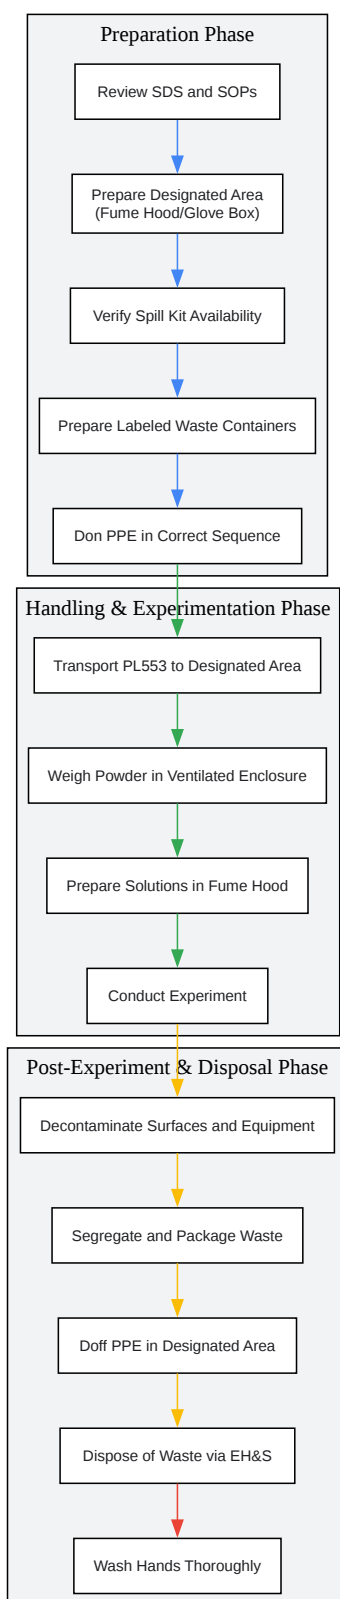 Preparation Phase
Review SDS and SOPs
Prepare Designated Area
(Fume Hood/Glove Box)
Verify Spill Kit Availability
Prepare Labeled Waste Containers
Don PPE in Correct Sequence
Handling & Experimentation Phase
Transport PL553 to Designated Area
Weigh Powder in Ventilated Enclosure
Prepare Solutions in Fume Hood
Conduct Experiment
Post-Experiment & Disposal Phase
Decontaminate Surfaces and Equipment
Segregate and Package Waste
Doff PPE in Designated Area
Dispose of Waste via EH&S
Wash Hands Thoroughly